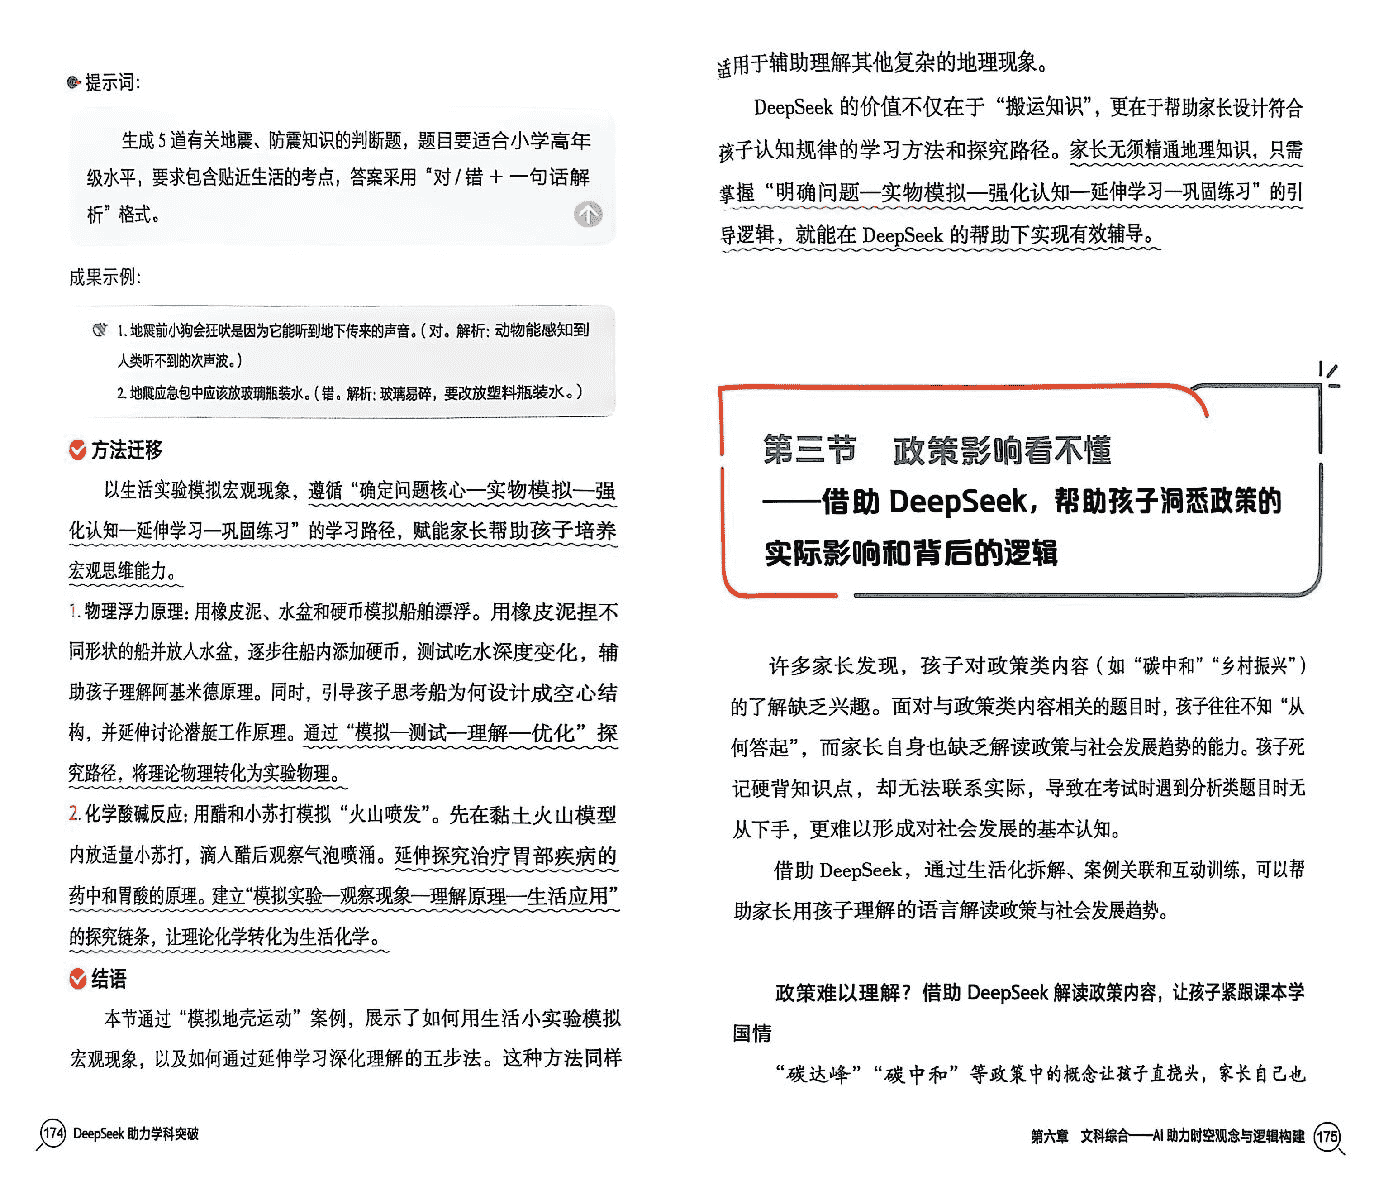 提示词：
生成 5 道有关地震、防震知识的判断题，题目要适合小学高年
级水平，要求包含贴近生活的考点，答案采用“对 / 错 + 一句话解
析”格式。
成果示例：
1. 地震前小狗会狂吠是因为它能听到地下传来的声音。（对。解析：动物能感知到
人类听不到的次声波。）
2. 地震应急包中应该放玻璃瓶装水。（错。解析：玻璃易碎，要改放塑料瓶装水。）
方法迁移
以生活实验模拟宏观现象，遵循“确定问题核心—实物模拟—强
化认知—延伸学习—巩固练习”的学习路径，赋能家长帮助孩子培养
宏观思维能力。
1. 物理浮力原理：用橡皮泥、水盆和硬币模拟船舶漂浮。用橡皮泥捏不
同形状的船并放人水盆，逐步往船内添加硬币，测试吃水深度变化，辅
助孩子理解阿基米德原理。同时，引导孩子思考船为何设计成空心结
构，并延伸讨论潜艇工作原理。通过“模拟—测试—理解—优化”探
究路径，将理论物理转化为实验物理。
2. 化学酸碱反应：用醋和小苏打模拟“火山喷发”。先在黏土火山模型
内放适量小苏打，滴人醋后观察气泡喷涌。延伸探究治疗胃部疾病的
药中和胃酸的原理。建立“模拟实验—观察现象—理解原理—生活应用”
的探究链条，让理论化学转化为生活化学。
结语
本节通过“模拟地壳运动”案例，展示了如何用生活小实验模拟
宏观现象，以及如何通过延伸学习深化理解的五步法。这种方法同样
174 DeepSeek 助力学科突破
适用于辅助理解其他复杂的地理现象。
DeepSeek 的价值不仅在于“搬运知识”，更在于帮助家长设计符合
孩子认知规律的学习方法和探究路径。家长无须精通地理知识，只需
掌握“明确问题—实物模拟—强化认知—延伸学习—巩固练习”的引
导逻辑，就能在 DeepSeek 的帮助下实现有效辅导。
第三节 政策影响看不懂
——借助 DeepSeek，帮助孩子洞悉政策的
实际影响和背后的逻辑
许多家长发现，孩子对政策类内容（如“碳中和”“乡村振兴”）
的了解缺乏兴趣。面对与政策类内容相关的题目时，孩子往往不知“从
何答起”，而家长自身也缺乏解读政策与社会发展趋势的能力。孩子死
记硬背知识点，却无法联系实际，导致在考试时遇到分析类题目时无
从下手，更难以形成对社会发展的基本认知。
借助 DeepSeek，通过生活化拆解、案例关联和互动训练，可以帮
助家长用孩子理解的语言解读政策与社会发展趋势。
政策难以理解？借助 DeepSeek 解读政策内容，让孩子紧跟课本学
国情
“碳达峰”“碳中和”等政策中的概念让孩子直挠头，家长自己也
第六章 文科综合——AI 助力时空观念与逻辑构建 175